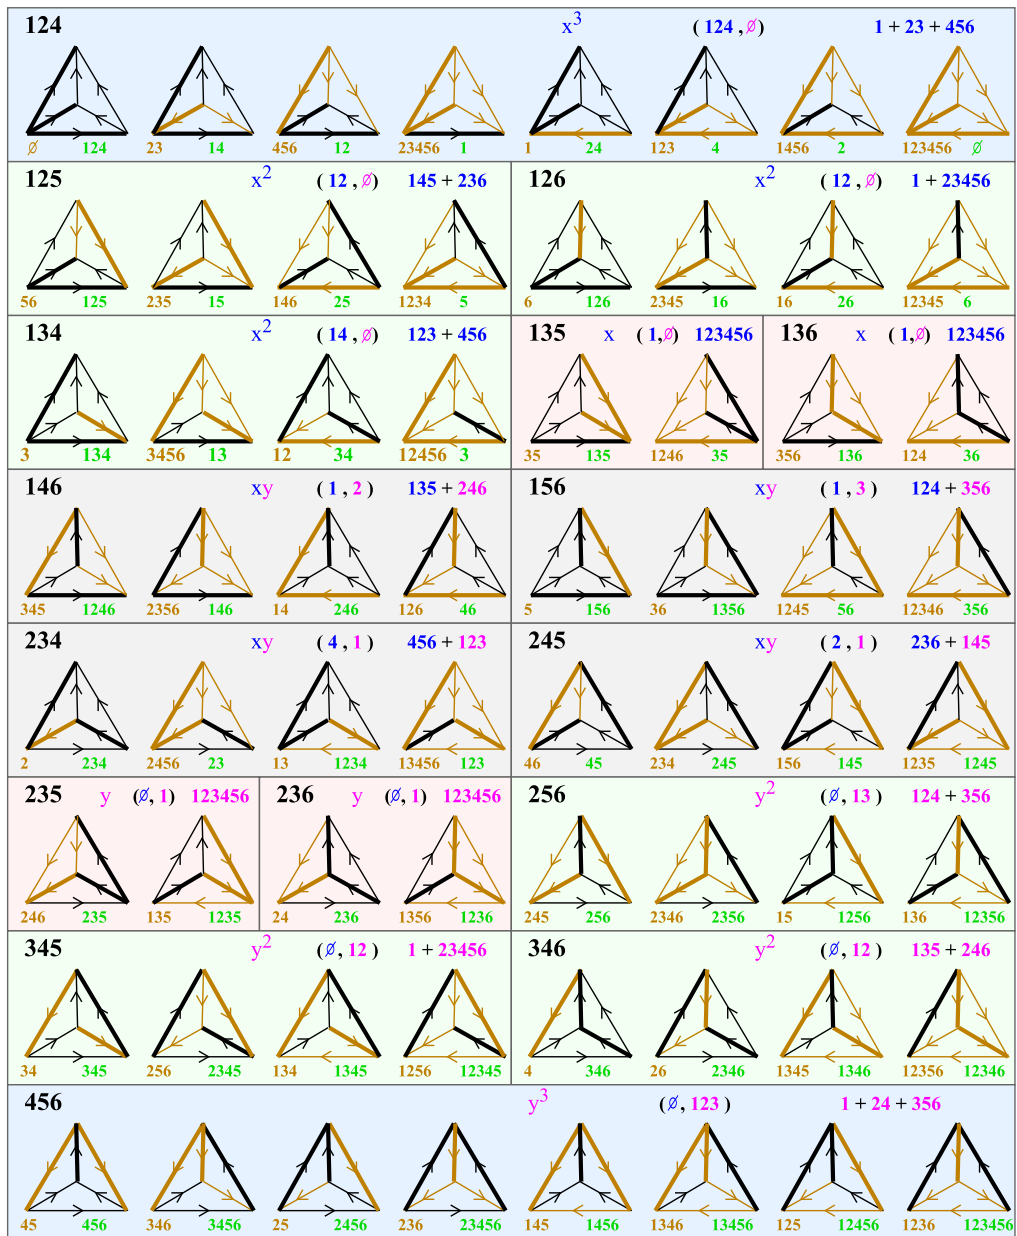 124 x³ ( 124 , ∅) 1 + 23 + 456
∅ 124 23 14 456 12 23456 1 1 24 123 4 1456 2 123456 ∅
125 x² ( 12 , ∅) 145 + 236 126 x² ( 12 , ∅) 1 + 23456
56 125 235 15 146 25 1234 5 6 126 2345 16 16 26 12345 6
134 x² ( 14 , ∅) 123 + 456 135 x ( 1,∅) 123456 136 x ( 1,∅) 123456
3 134 3456 13 12 34 12456 3 35 135 1246 35 356 136 124 36
146 xy ( 1 , 2 ) 135 + 246 156 xy ( 1 , 3 ) 124 + 356
345 1246 2356 146 14 246 126 46 5 156 36 1356 1245 56 12346 356
234 xy ( 4 , 1 ) 456 + 123 245 xy ( 2 , 1 ) 236 + 145
2 234 2456 23 13 1234 13456 123 46 45 234 245 156 145 1235 1245
235 y (∅, 1) 123456 236 y (∅, 1) 123456 256 y² (∅, 13 ) 124 + 356
246 235 135 1235 24 236 1356 1236 245 256 2346 2356 15 1256 136 12356
345 y² (∅, 12 ) 1 + 23456 346 y² (∅, 12 ) 135 + 246
34 345 256 2345 134 1345 1256 12345 4 346 26 2346 1345 1346 12356 12346
456 y³ (∅, 123 ) 1 + 24 + 356
45 456 346 3456 25 2456 236 23456 145 1456 1346 13456 125 12456 1236 123456